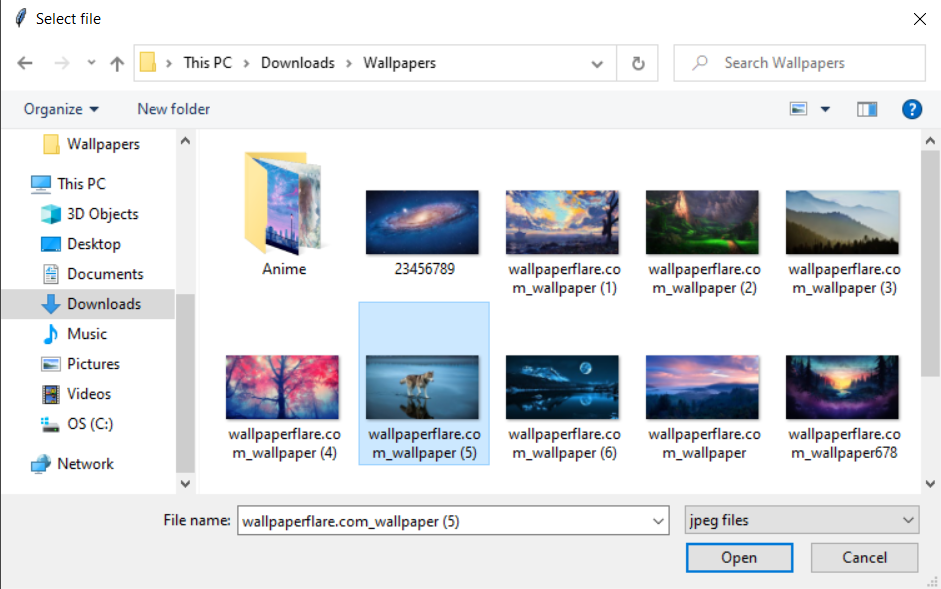 Select file
This PC
Downloads
Wallpapers
Search Wallpapers
Organize
New folder
?
Wallpapers
This PC
3D Objects
Desktop
Documents
Downloads
Music
Pictures
Videos
OS (C:)
Network
Anime
23456789
wallpaperflare.co
m_wallpaper (1)
wallpaperflare.co
m_wallpaper (2)
wallpaperflare.co
m_wallpaper (3)
wallpaperflare.co
m_wallpaper (4)
wallpaperflare.co
m_wallpaper (5)
wallpaperflare.co
m_wallpaper (6)
wallpaperflare.co
m_wallpaper
wallpaperflare.co
m_wallpaper678
File name:
wallpaperflare.com_wallpaper (5)
jpeg files
Open
Cancel